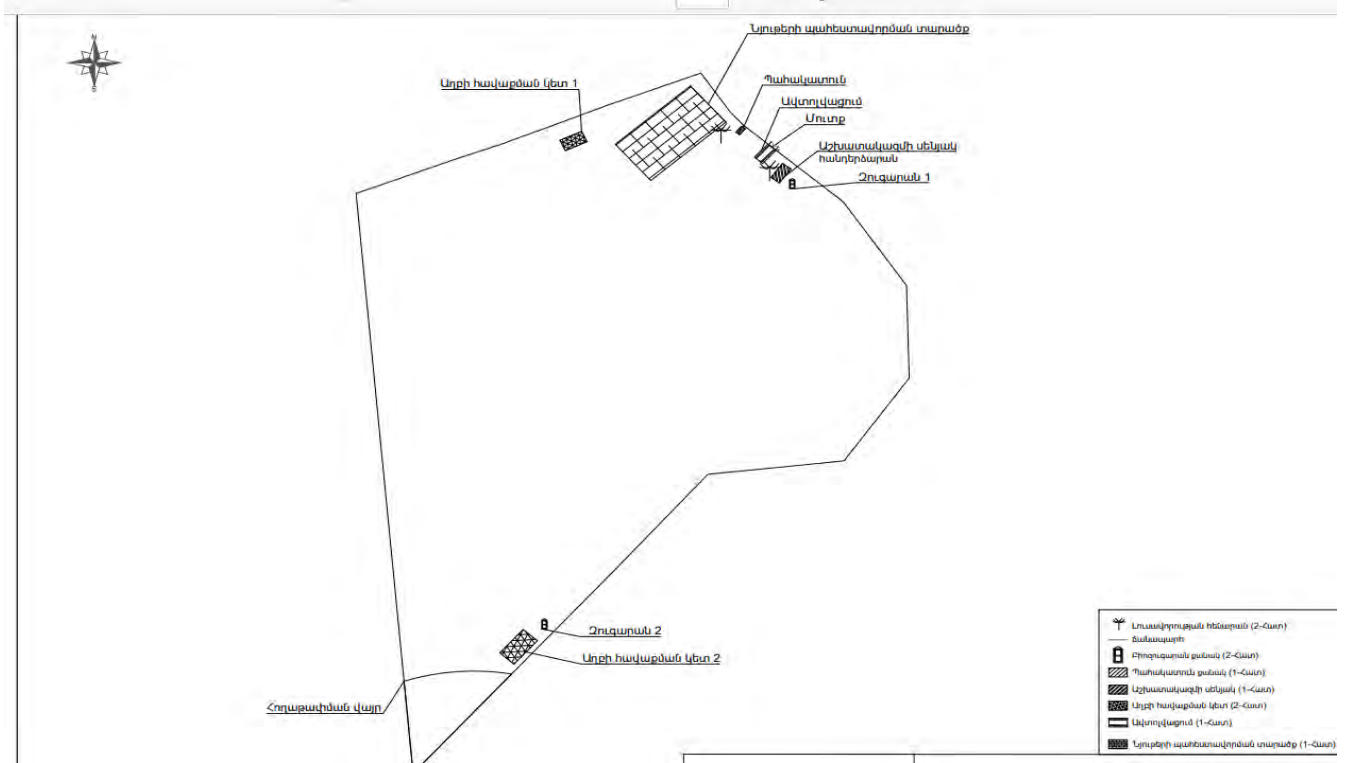 N
S
Նյութերի պահեստավորման տարածք
Աղբի հավաքման կետ 1
Պահակատուն
Ավտոլվացում
Մուտք
Աշխատակազմի սենյակ
հանդերձարան
Զուգարան 1
Զուգարան 2
Աղբի հավաքման կետ 2
Հողաթափման վայր
Լուսավորության հենարան (2-Հատ)
Ճանապարհ
Բիոզուգարան քանակ (2-Հատ)
Պահակատուն քանակ (1-Հատ)
Աշխատակազմի սենյակ (1-Հատ)
Աղբի հավաքման կետ (2-Հատ)
Ավտոլվացում (1-Հատ)
Նյութերի պահեստավորման տարածք (1-Հատ)